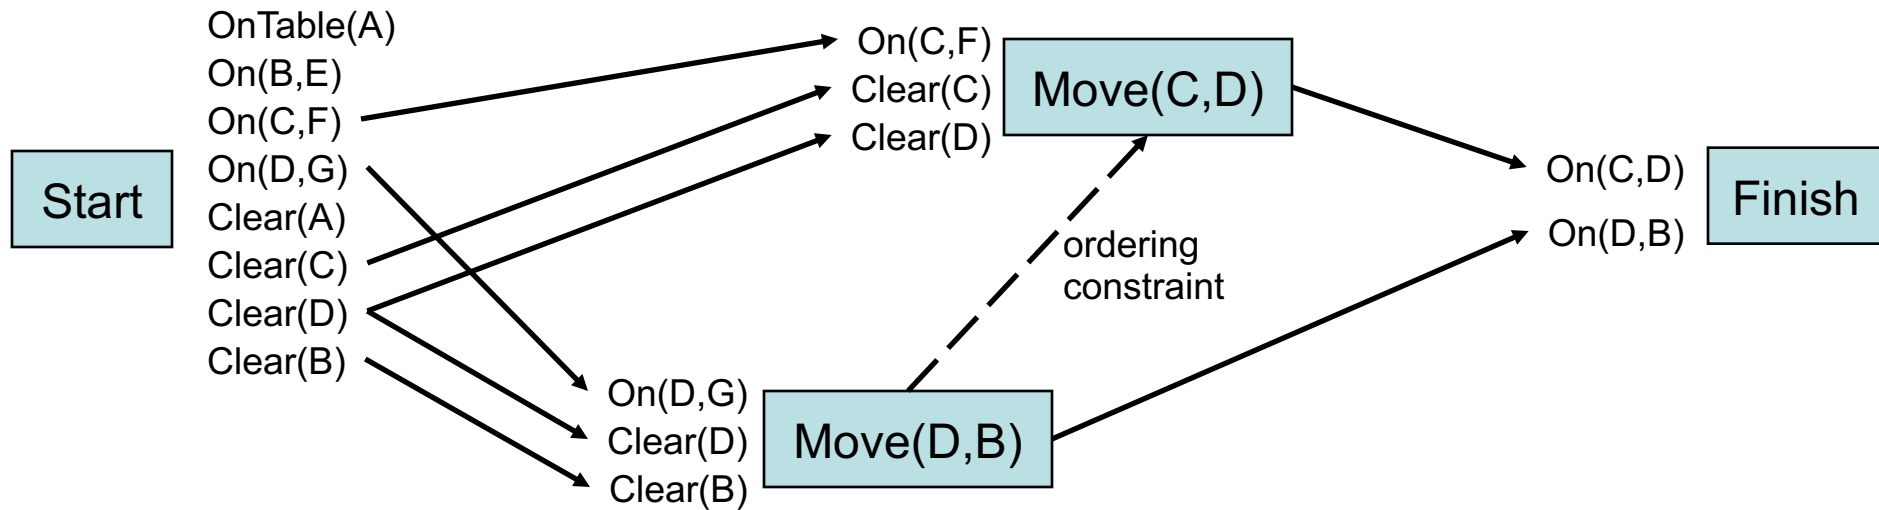 Start
OnTable(A)
On(B,E)
On(C,F)
On(D,G)
Clear(A)
Clear(C)
Clear(D)
Clear(B)
On(C,F)
Clear(C)
Clear(D)
Move(C,D)
ordering
constraint
On(D,G)
Clear(D)
Clear(B)
Move(D,B)
On(C,D)
On(D,B)
Finish